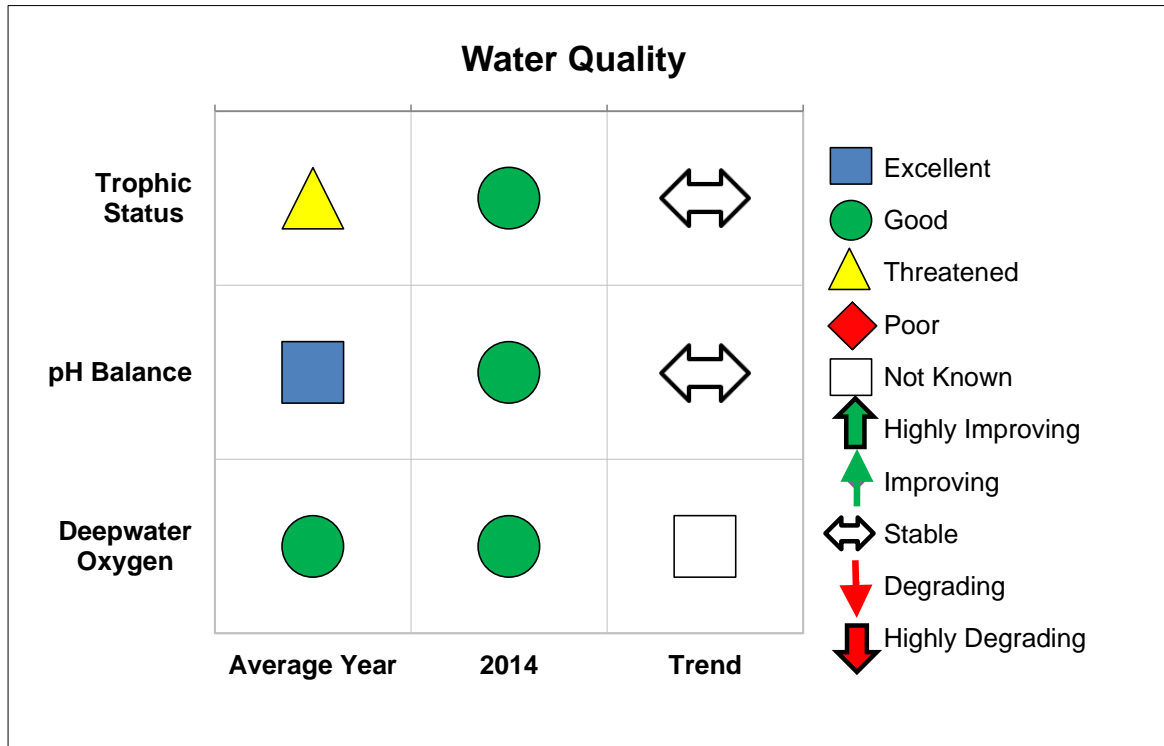 Water Quality
Trophic
Status
pH Balance
Deepwater
Oxygen
Average Year
2014
Trend
Excellent
Good
Threatened
Poor
Not Known
Highly Improving
Improving
Stable
Degrading
Highly Degrading